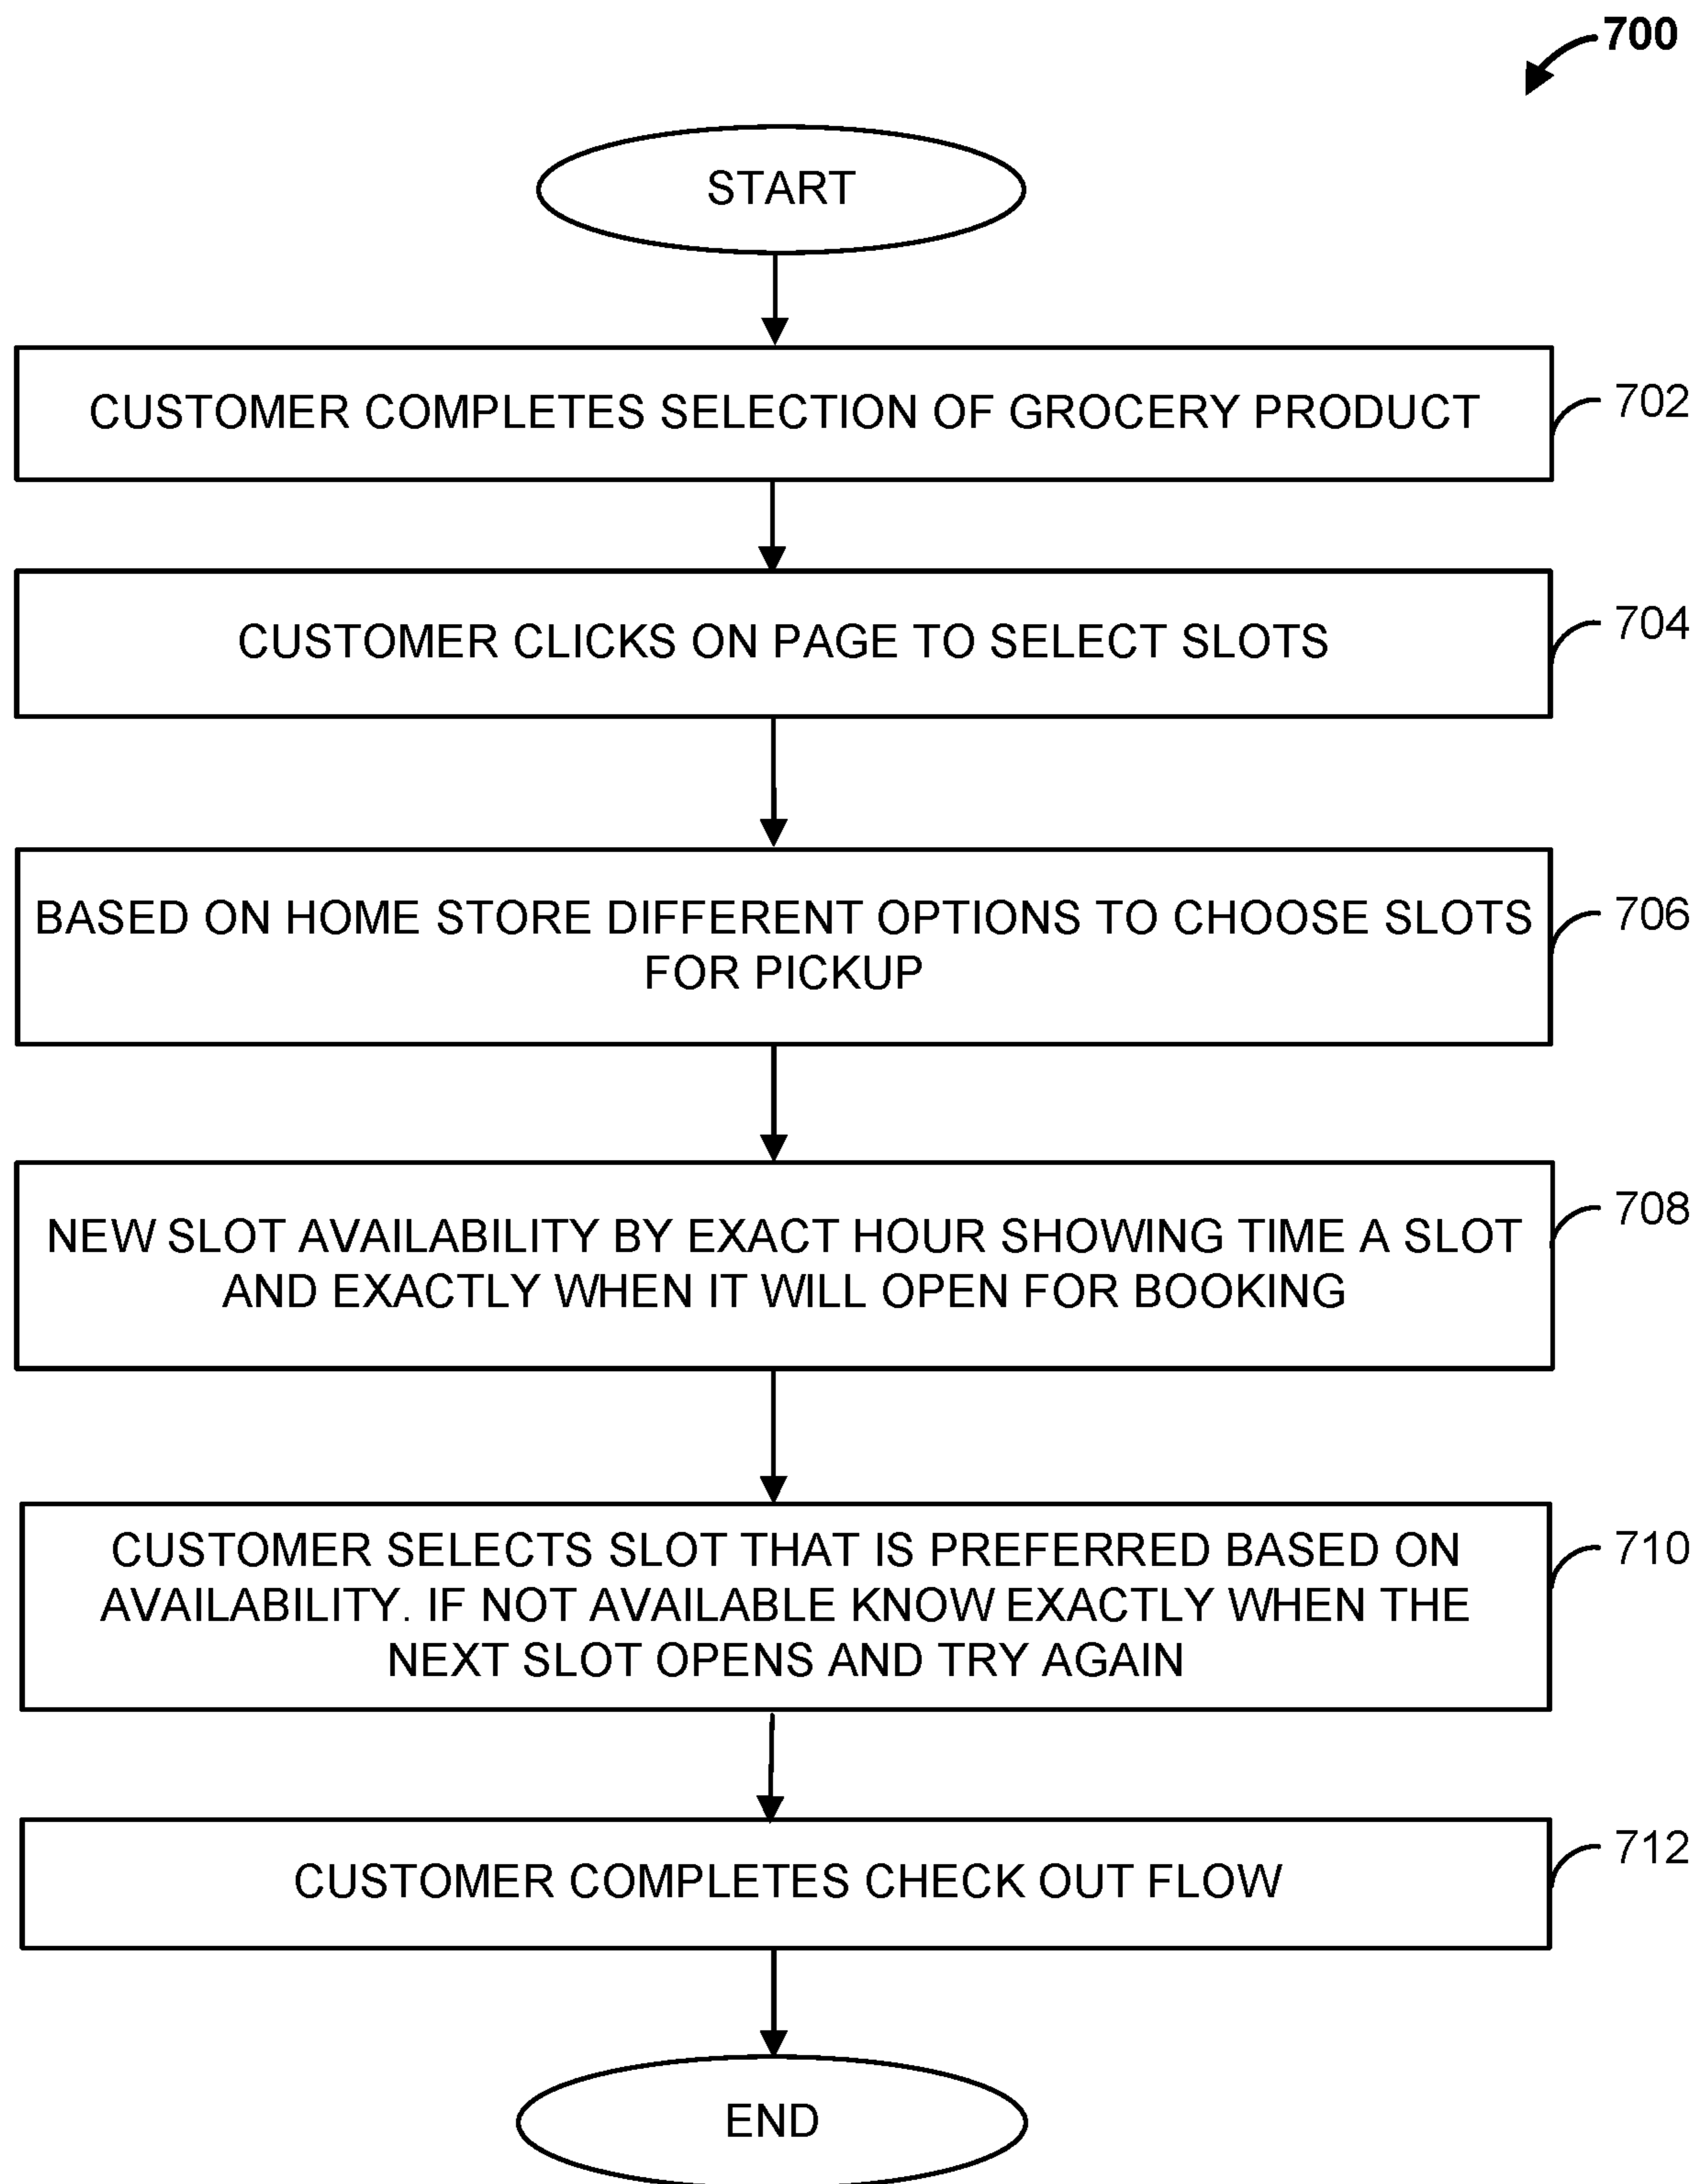 700
START
CUSTOMER COMPLETES SELECTION OF GROCERY PRODUCT
702
CUSTOMER CLICKS ON PAGE TO SELECT SLOTS
704
BASED ON HOME STORE DIFFERENT OPTIONS TO CHOOSE SLOTS
FOR PICKUP
706
NEW SLOT AVAILABILITY BY EXACT HOUR SHOWING TIME A SLOT
AND EXACTLY WHEN IT WILL OPEN FOR BOOKING
708
CUSTOMER SELECTS SLOT THAT IS PREFERRED BASED ON
AVAILABILITY. IF NOT AVAILABLE KNOW EXACTLY WHEN THE
NEXT SLOT OPENS AND TRY AGAIN
710
CUSTOMER COMPLETES CHECK OUT FLOW
712
END